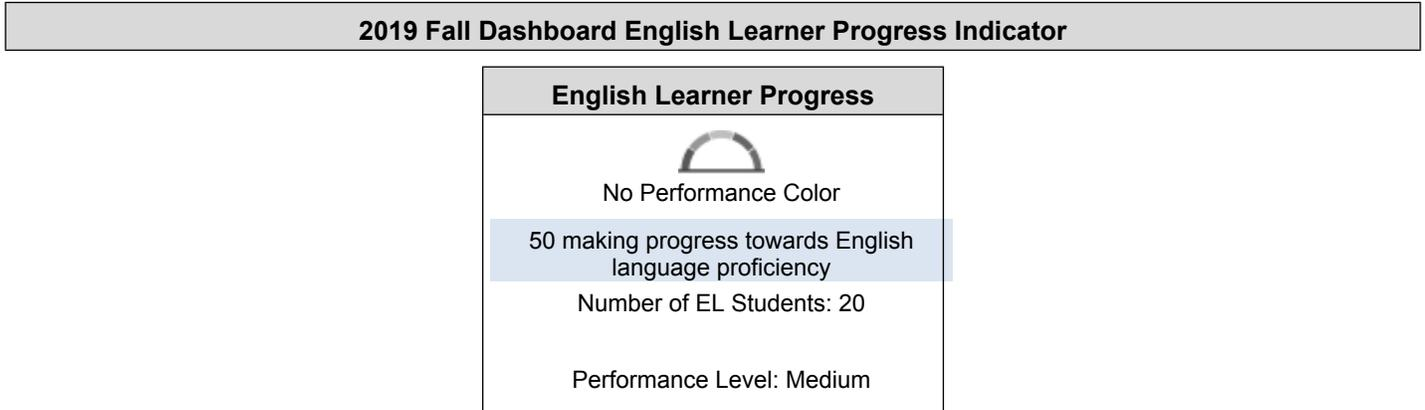 2019 Fall Dashboard English Learner Progress Indicator
English Learner Progress
No Performance Color
50 making progress towards English
language proficiency
Number of EL Students: 20
Performance Level: Medium